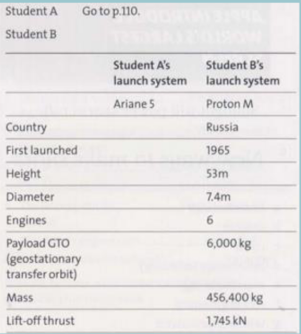 Student A Go to p.110.
Student B
Student A's Student B's
launch system launch system
Ariane 5 Proton M
Country Russia
First launched 1965
Height 53m
Diameter 7.4m
Engines 6
Payload GTO 6,000 kg
(geostationary
transfer orbit)
Mass 456,400 kg
Lift-off thrust 1,745 kN